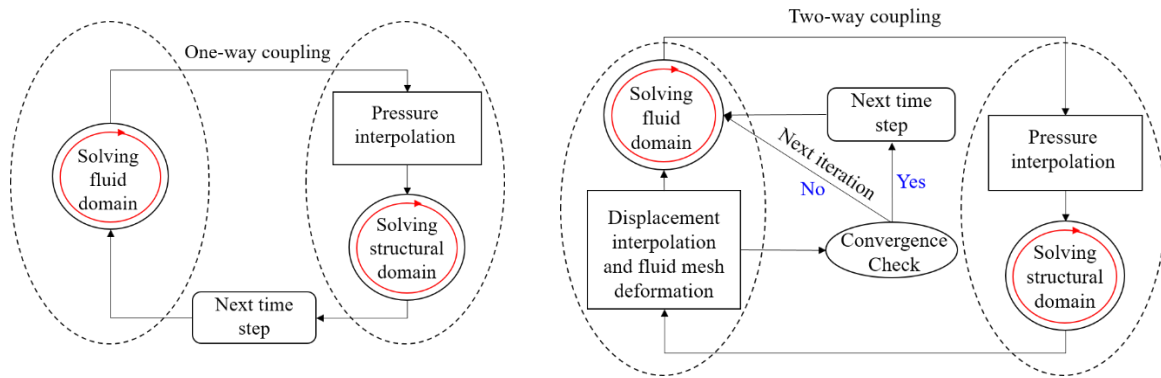 One-way coupling
Solving
fluid
domain
Pressure
interpolation
Solving
structural
domain
Next time
step
Two-way coupling
Solving
fluid
domain
Next time
step
Next iteration
No
Yes
Pressure
interpolation
Displacement
interpolation
and fluid mesh
deformation
Convergence
Check
Solving
structural
domain